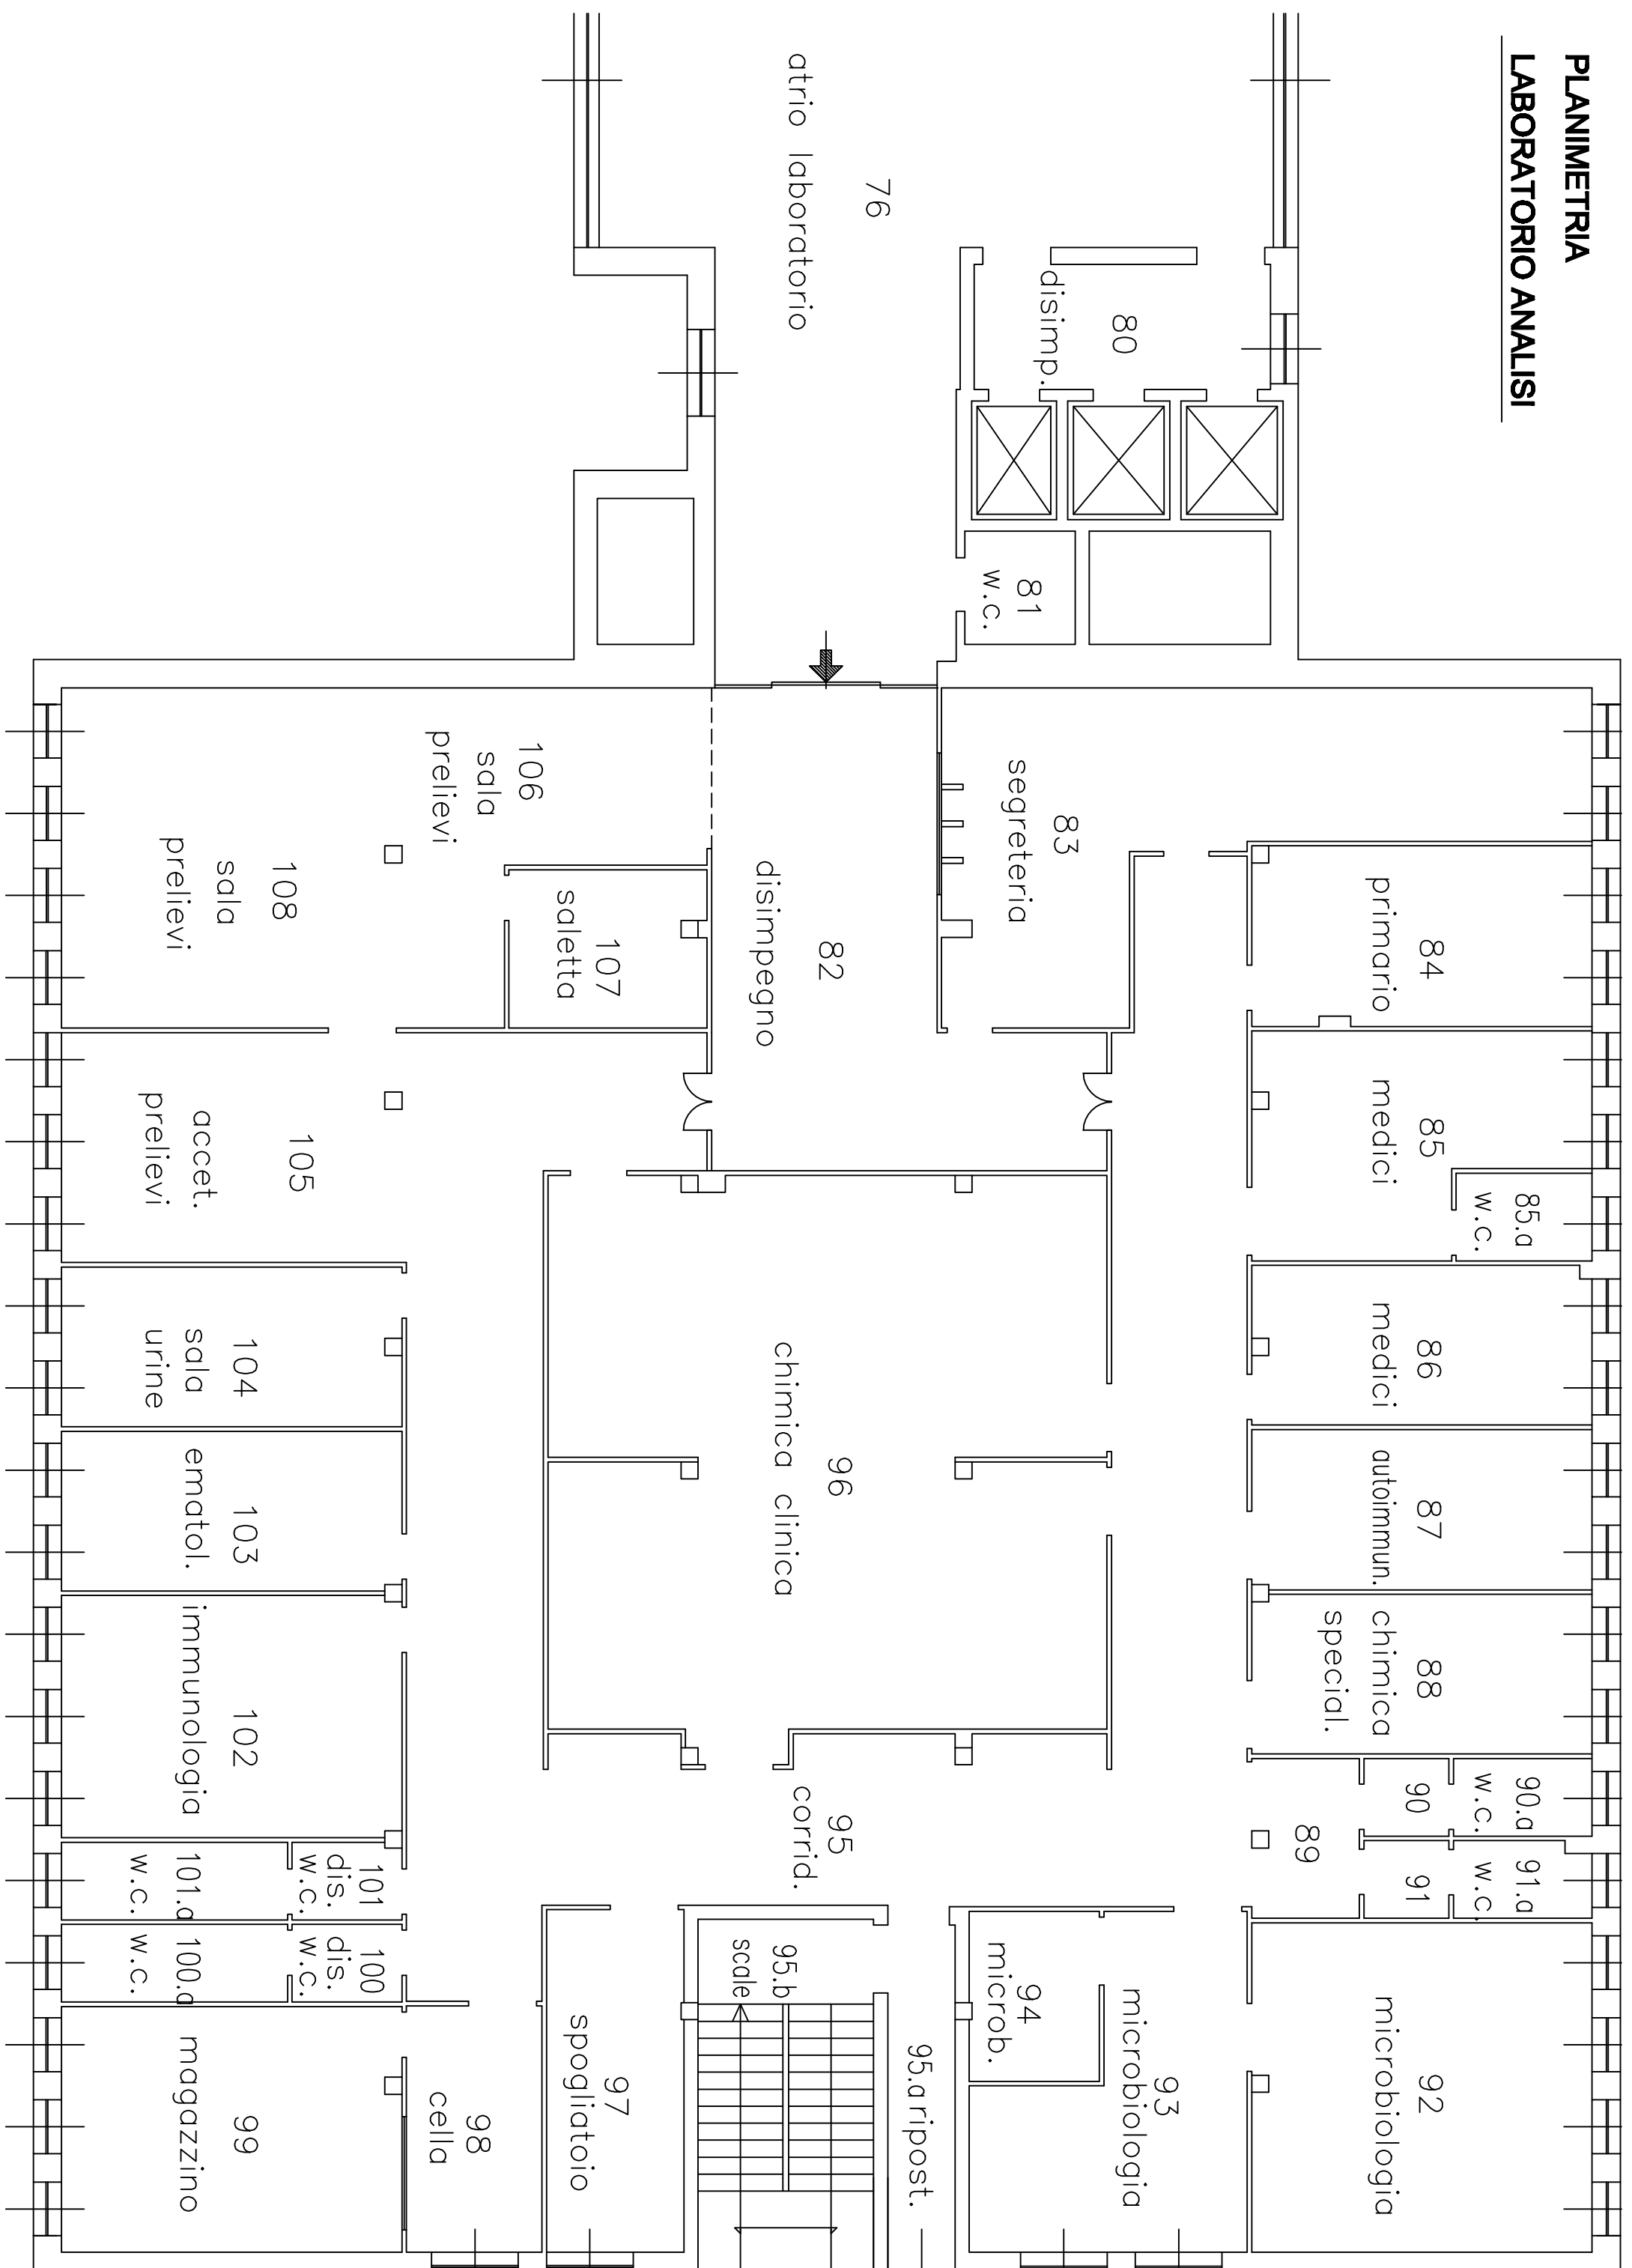 PLANIMETRIA
LABORATORIO ANALISI
76
atrio laboratorio
80
disimp.
81
w.c.
82
disimpegno
83
segreteria
84
primario
85
medici
85.a
w.c.
86
medici
87
autoimmun.
88
chimica
special.
89
90
90.a
w.c.
91
91.a
w.c.
92
microbiologia
93
microbiologia
94
microb.
95
corrid.
95.a ripost.
95.b
scale
96
chimica clinica
97
spogliatoio
98
cella
99
magazzino
100
dis.
w.c.
100.a
w.c.
101
dis.
w.c.
101.a
w.c.
102
immunologia
103
ematol.
104
sala
urine
105
accet.
prelievi
106
sala
prelievi
107
saletta
108
sala
prelievi